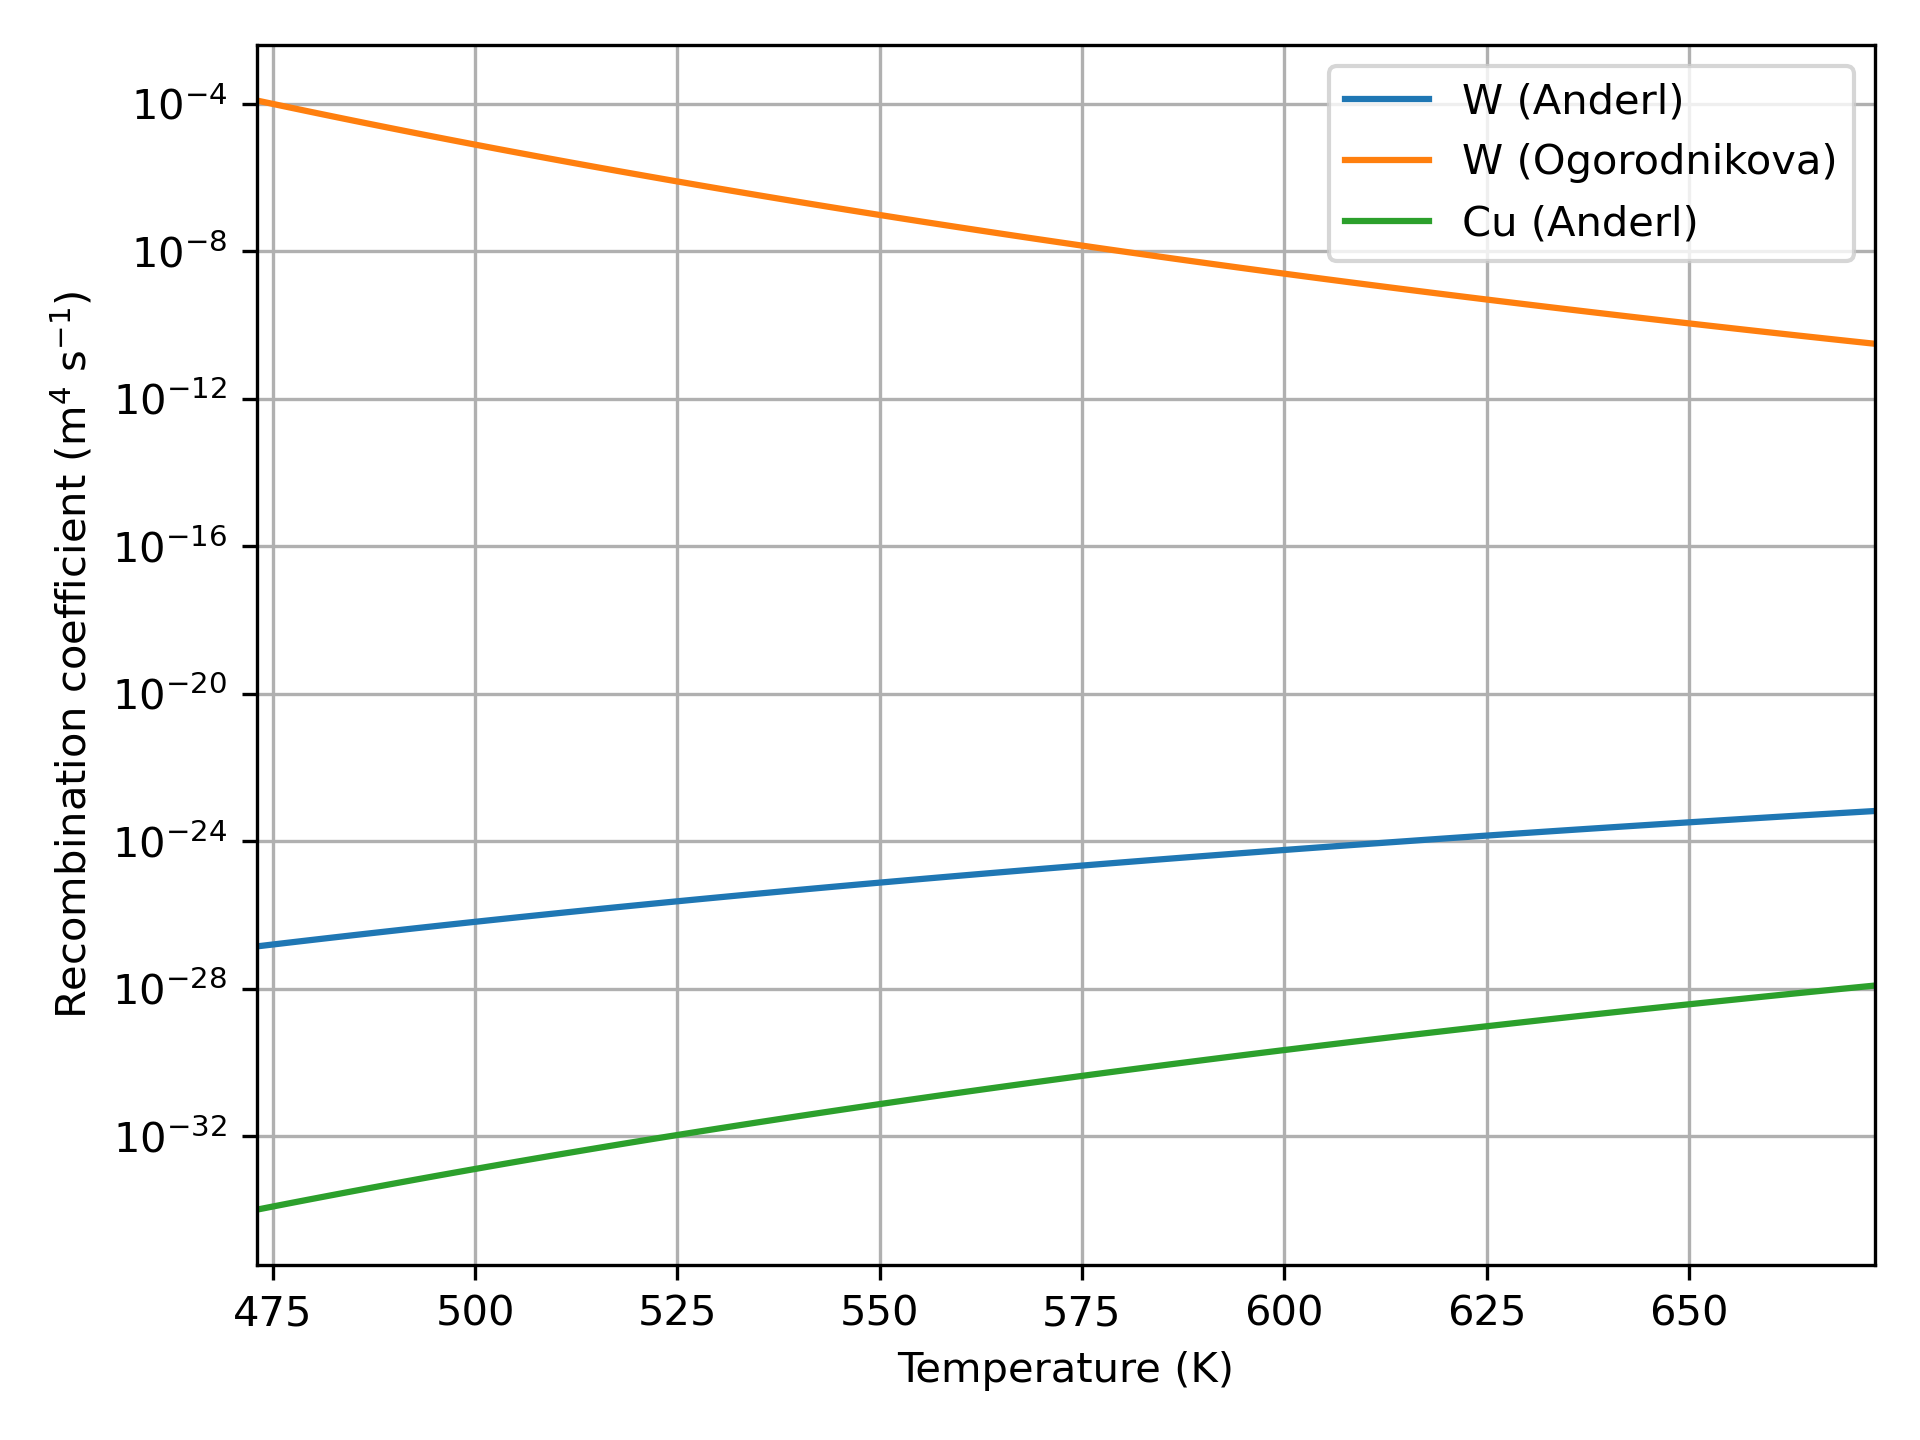 W (Anderl)
W (Ogorodnikova)
Cu (Anderl)
10⁻⁴
10⁻⁸
10⁻¹²
10⁻¹⁶
10⁻²⁰
10⁻²⁴
10⁻²⁸
10⁻³²
Recombination coefficient (m⁴ s⁻¹)
475 500 525 550 575 600 625 650
Temperature (K)